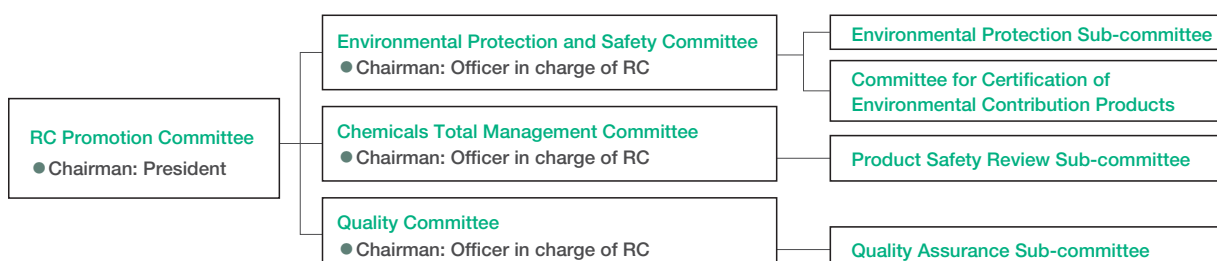 RC Promotion Committee
● Chairman: President
Environmental Protection and Safety Committee
● Chairman: Officer in charge of RC
Chemicals Total Management Committee
● Chairman: Officer in charge of RC
Quality Committee
● Chairman: Officer in charge of RC
Environmental Protection Sub-committee
Committee for Certification of
Environmental Contribution Products
Product Safety Review Sub-committee
Quality Assurance Sub-committee